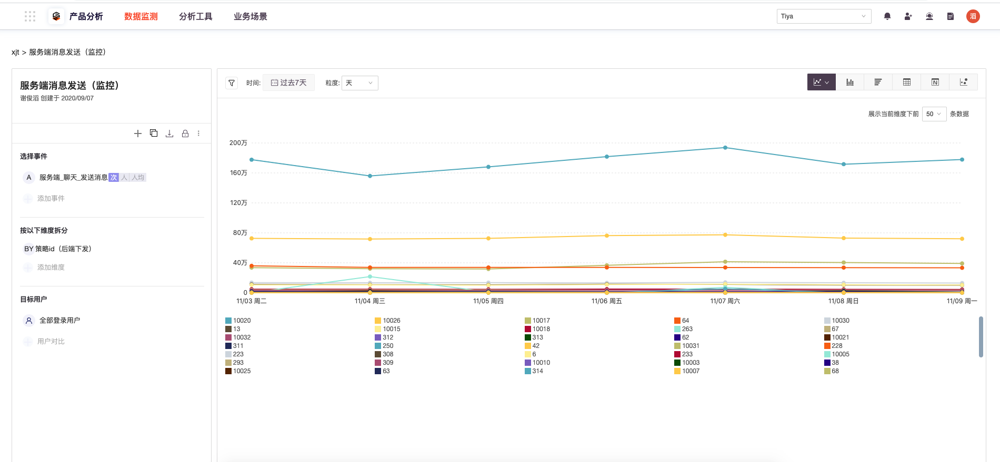 产品分析 数据监测 分析工具 业务场景 Tiya 滔
xjt > 服务端消息发送（监控）
服务端消息发送（监控）
谢俊滔 创建于 2020/09/07
选择事件
A 服务端_聊天_发送消息 次 人 人均
添加事件
按以下维度拆分
BY 策略id（后端下发）
添加维度
目标用户
全部登录用户
用户对比
时间: 过去7天 粒度: 天
N
展示当前维度下前 50 条数据
200万
160万
120万
80万
40万
0
11/03 周二 11/04 周三 11/05 周四 11/06 周五 11/07 周六 11/08 周日 11/09 周一
10020 10026 10017 64 10030
13 10015 10018 263 67
10032 312 313 62 10021
311 250 42 10031 228
223 308 6 233 10005
293 309 10010 10003 38
10025 63 314 10007 68